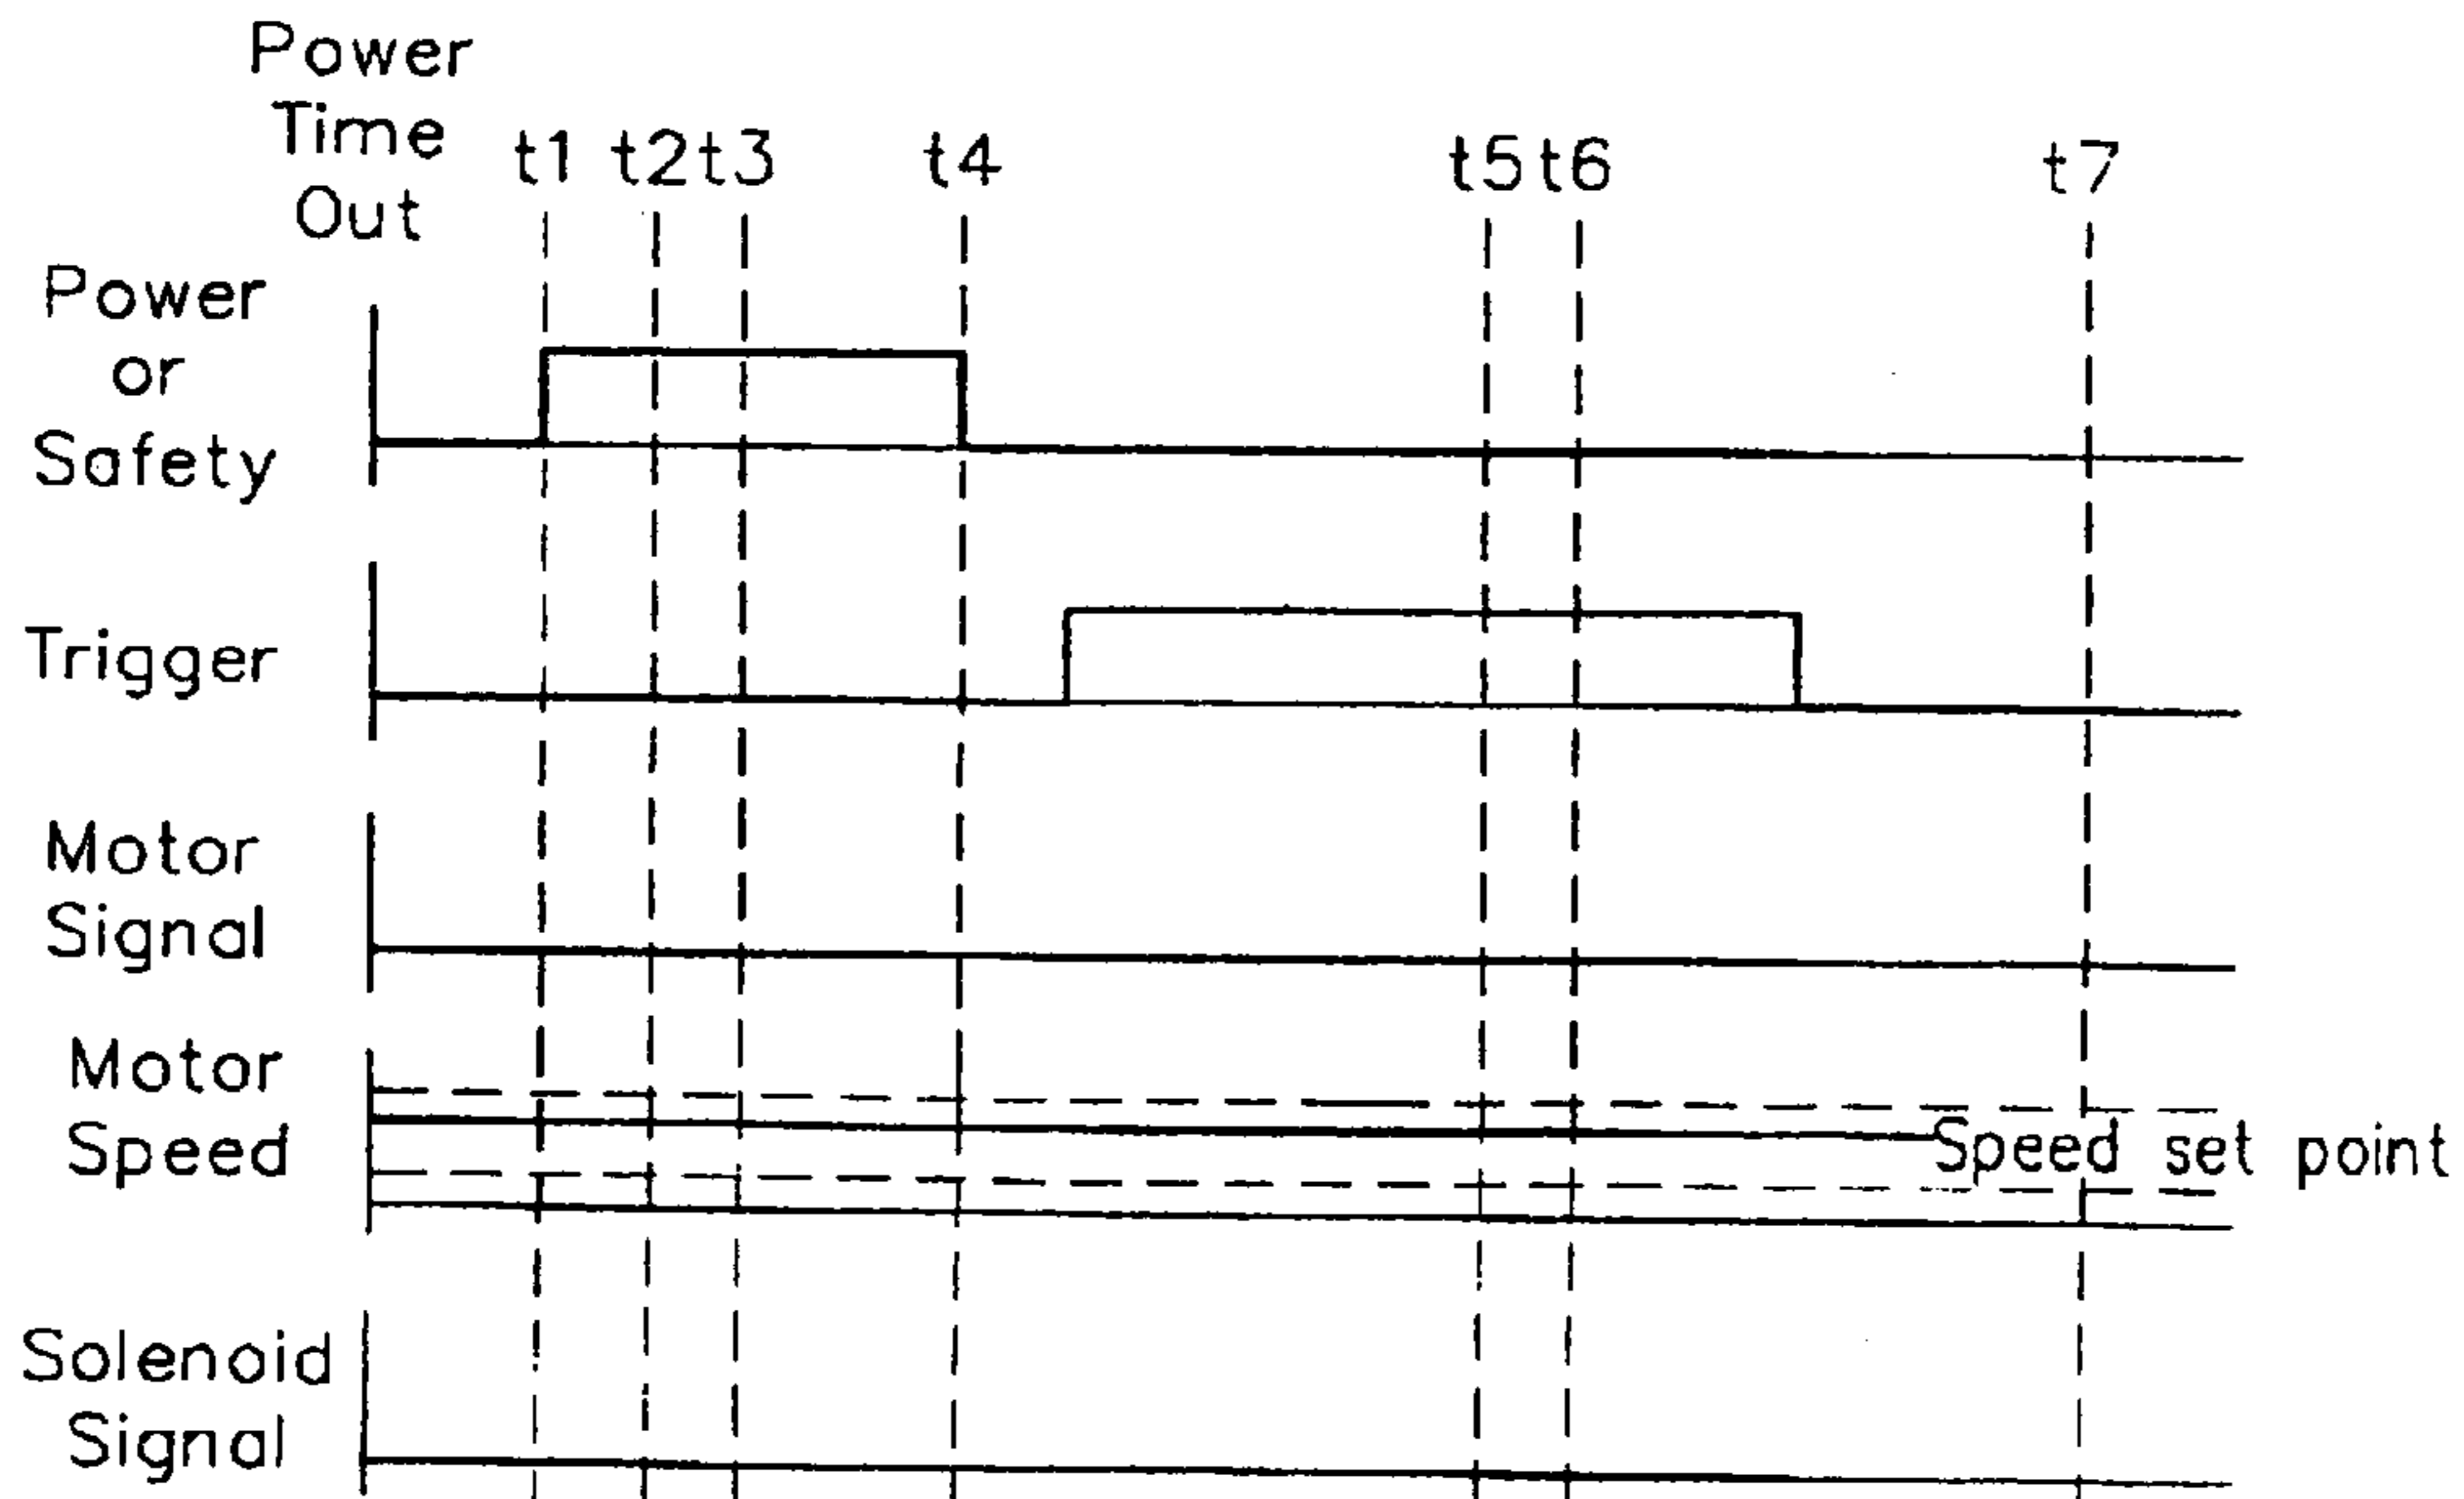 Power
Time
Out
t1 t2 t3 t4 t5 t6 t7
Power
or
Safety
Trigger
Motor
Signal
Motor
Speed
Speed set point
Solenoid
Signal